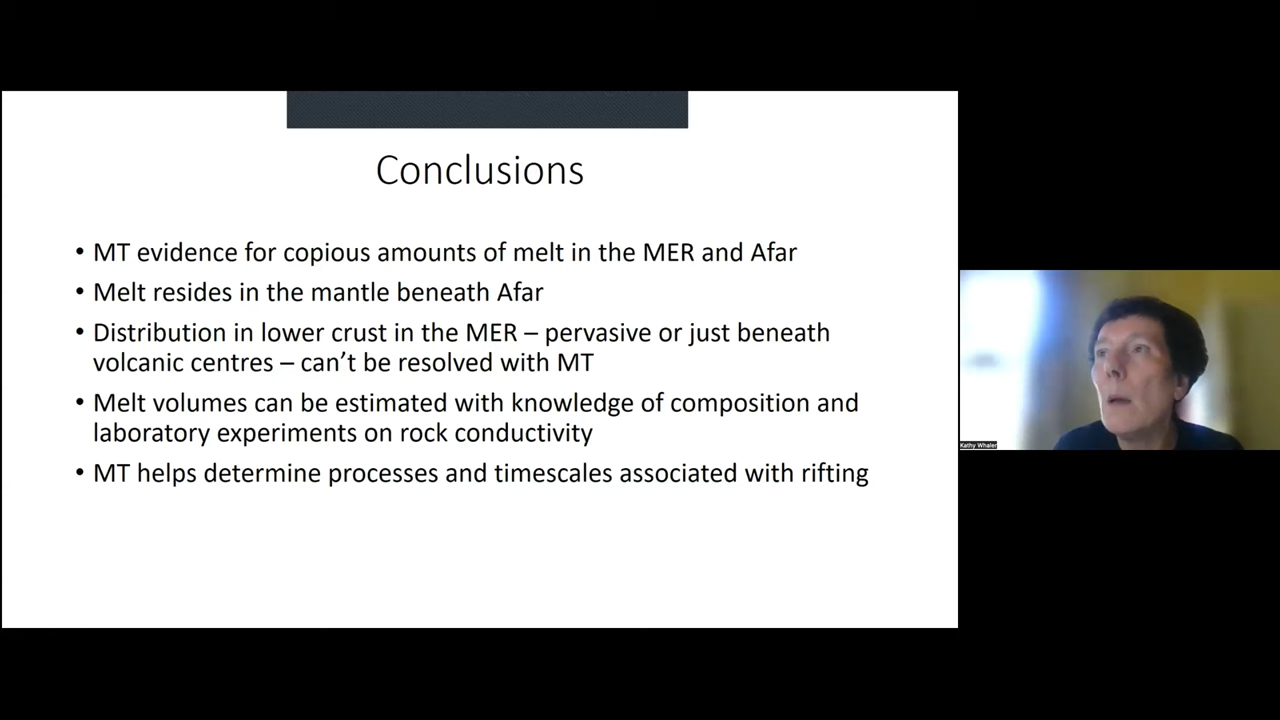 Conclusions
• MT evidence for copious amounts of melt in the MER and Afar
• Melt resides in the mantle beneath Afar
• Distribution in lower crust in the MER – pervasive or just beneath
volcanic centres – can’t be resolved with MT
• Melt volumes can be estimated with knowledge of composition and
laboratory experiments on rock conductivity
• MT helps determine processes and timescales associated with rifting
Kathy Whaler